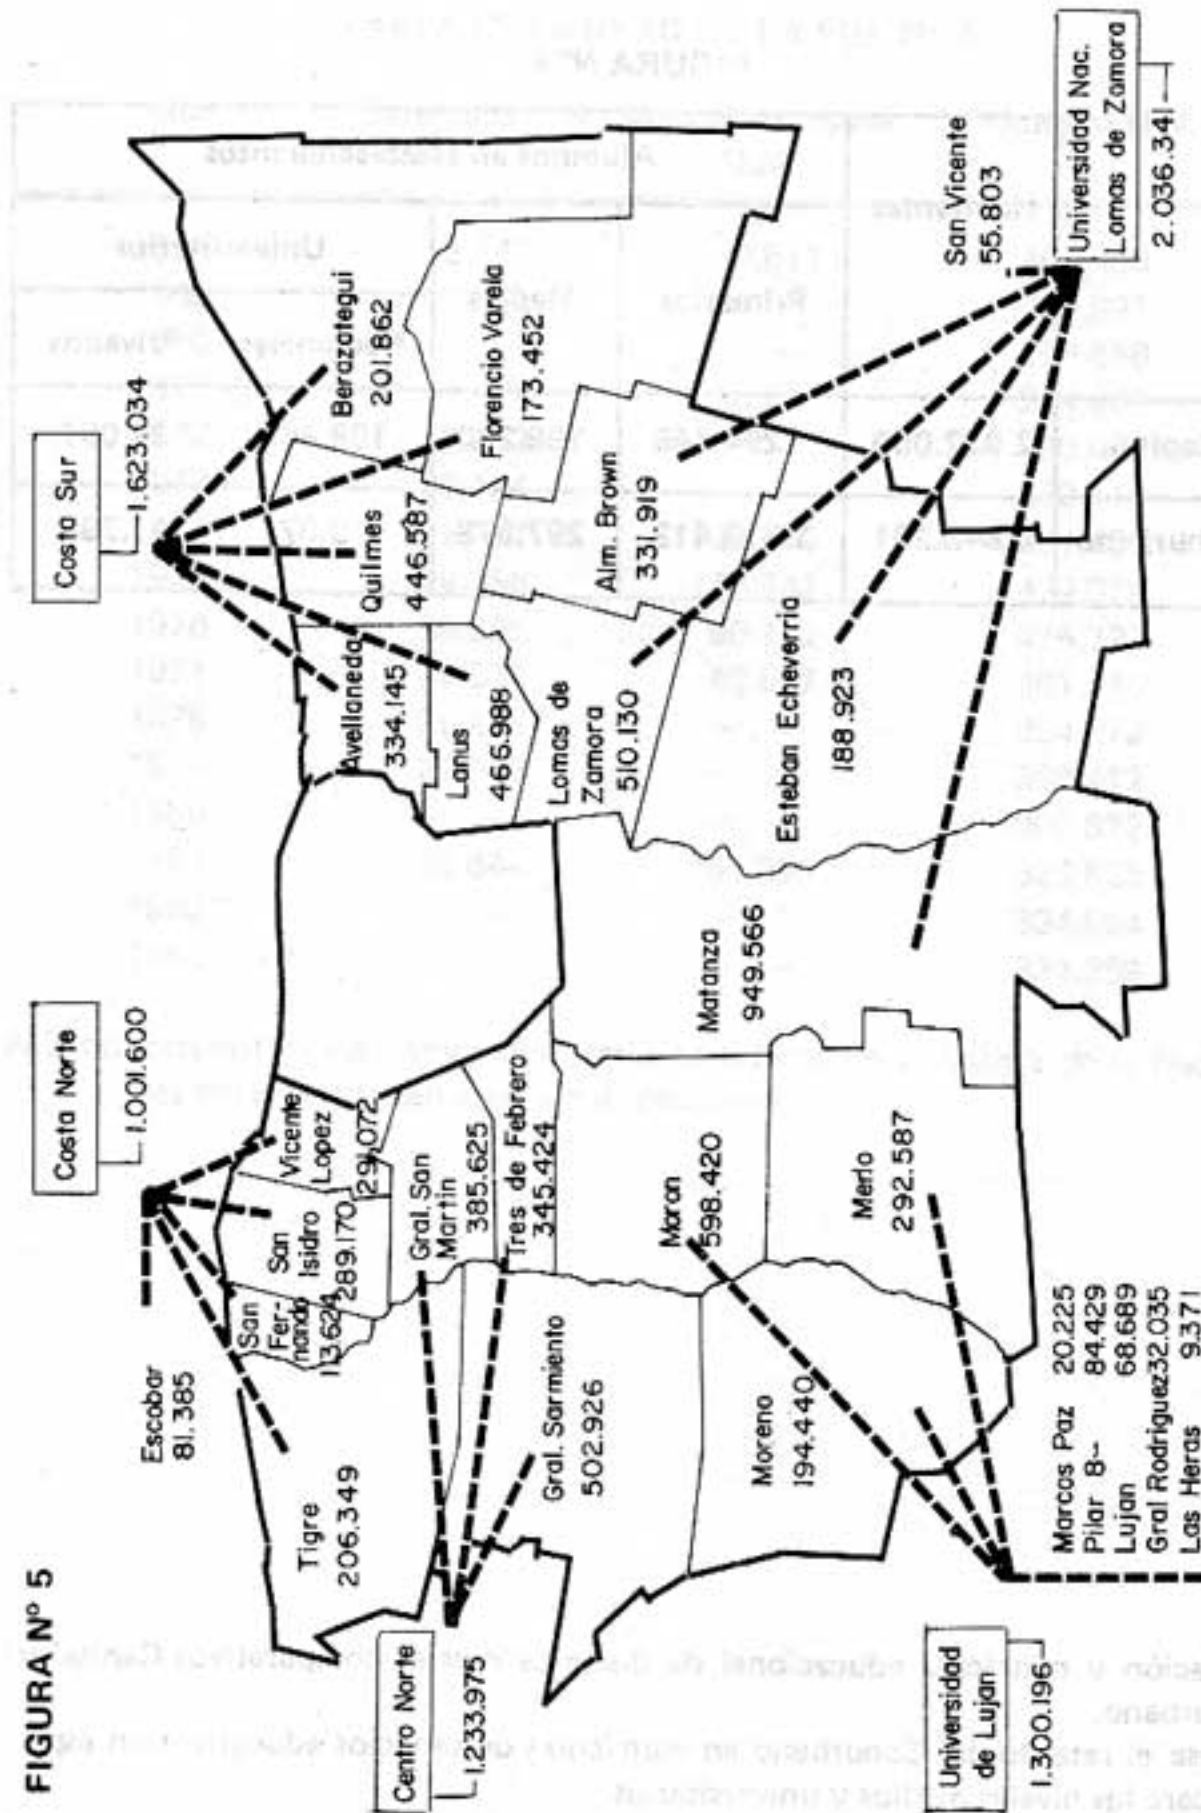 FIGURA Nº 5
Costa Norte
1.001.600
Costa Sur
1.623.034
Escobar
81.385
Tigre
206.349
San
Fer-
nando
113.624
San
Isidro
289.170
Vicente
Lopez
291.072
Gral. San
Martin
385.625
Tres de Febrero
345.424
Centro Norte
1.233.975
Gral. Sarmiento
502.926
Moron
598.420
Moreno
194.440
Merlo
292.587
Matanza
949.566
Avellaneda
334.145
Lanus
466.988
Quilmes
446.587
Berazategui
201.862
Florencio Varela
173.452
Lomas de
Zamora
510.130
Alm. Brown
331.919
Esteban Echeverria
188.923
San Vicente
55.803
Universidad Nac.
Lomas de Zamora
2.036.341
Universidad
de Lujan
1.300.196
Marcos Paz 20.225
Pilar 8-- 84.429
Lujan 68.689
Gral Rodriguez 32.035
Las Heras 9.371